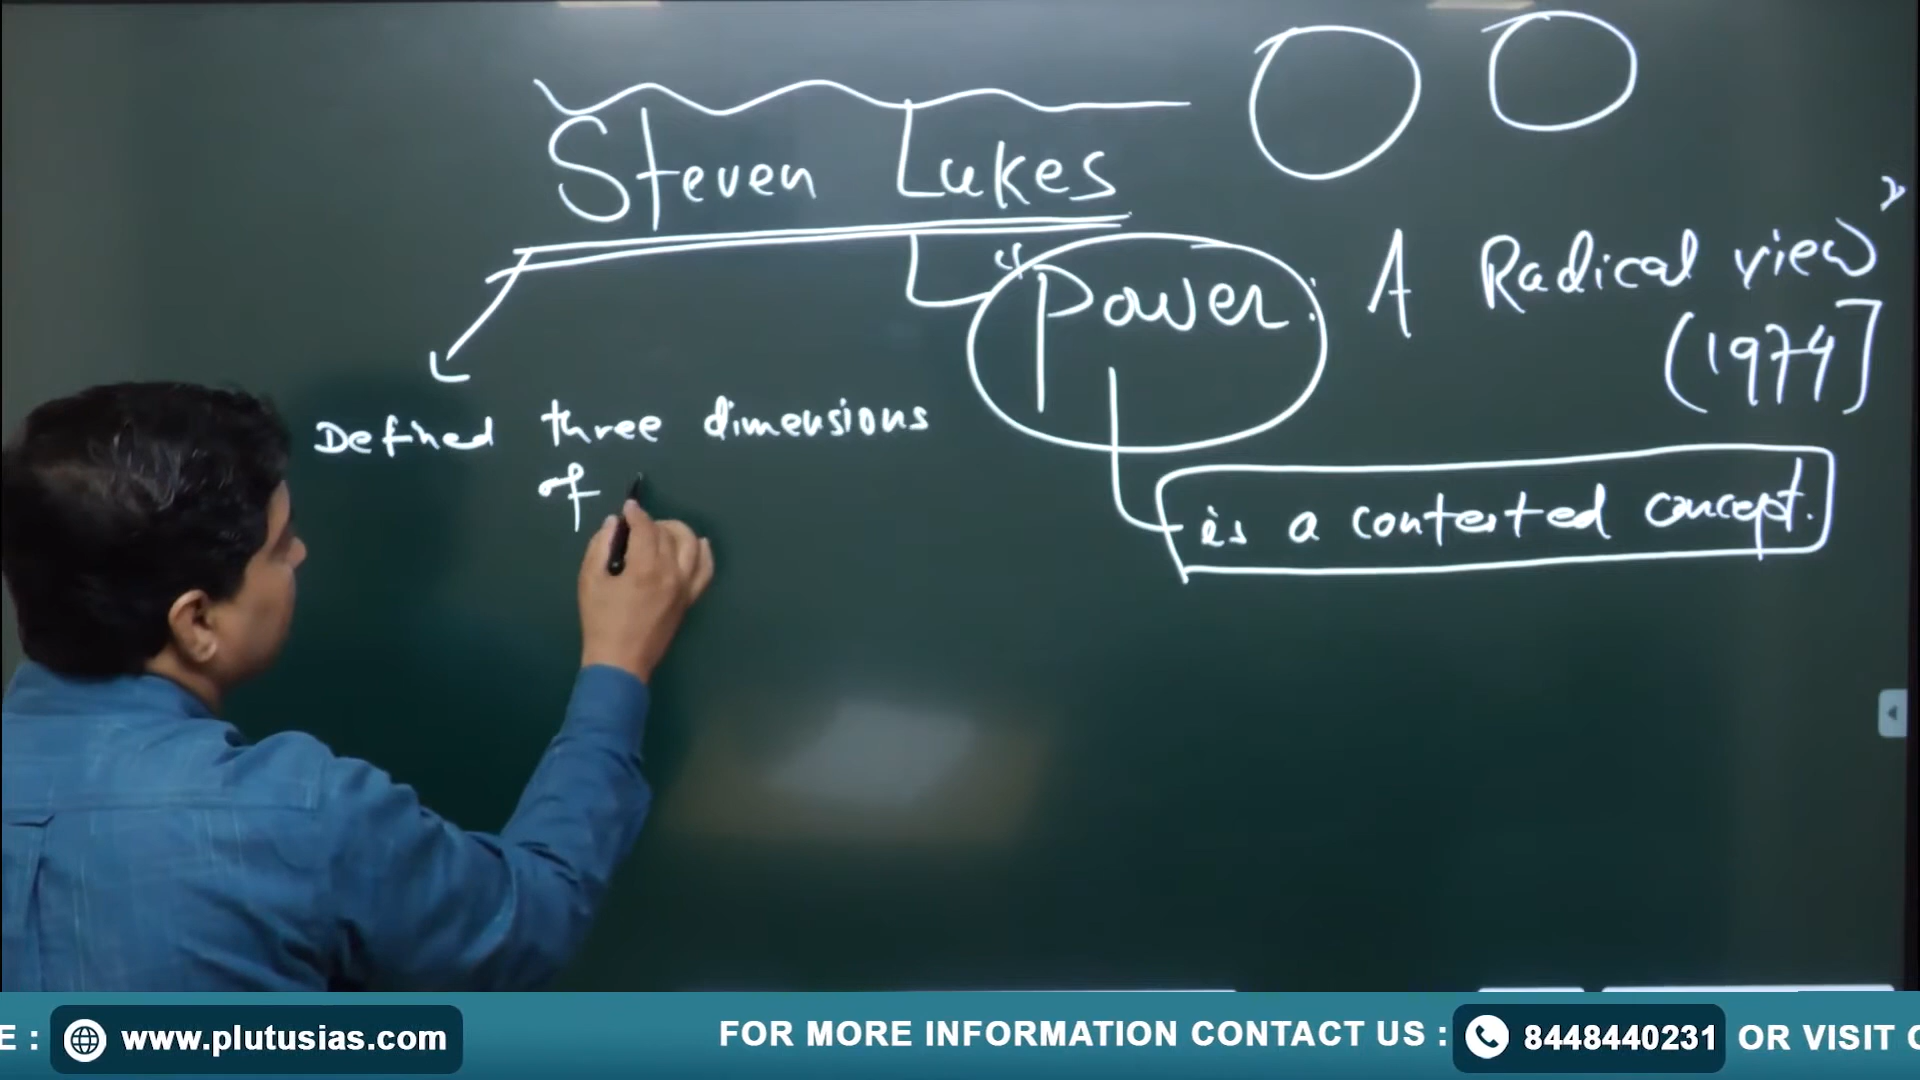 Steven Lukes
"Power: A Radical view"
(1974]
Defined three dimensions
of
is a contested concept.
E : www.plutusias.com FOR MORE INFORMATION CONTACT US : 8448440231 OR VISIT